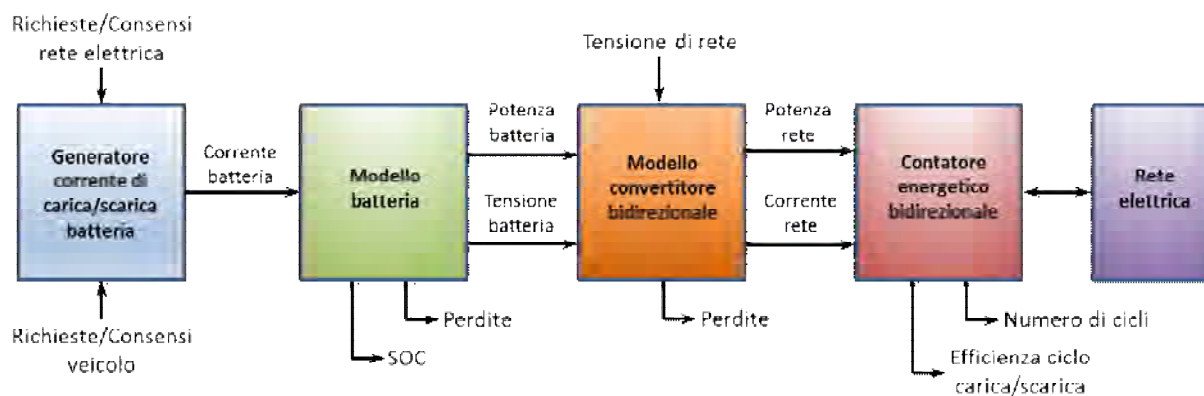 Richieste/Consensi
rete elettrica
Tensione di rete
Generatore
corrente di
carica/scarica
batteria
Corrente
batteria
Modello
batteria
Potenza
batteria
Tensione
batteria
Modello
convertitore
bidirezionale
Potenza
rete
Corrente
rete
Contatore
energetico
bidirezionale
Rete
elettrica
Richieste/Consensi
veicolo
Perdite
SOC
Perdite
Numero di cicli
Efficienza ciclo
carica/scarica